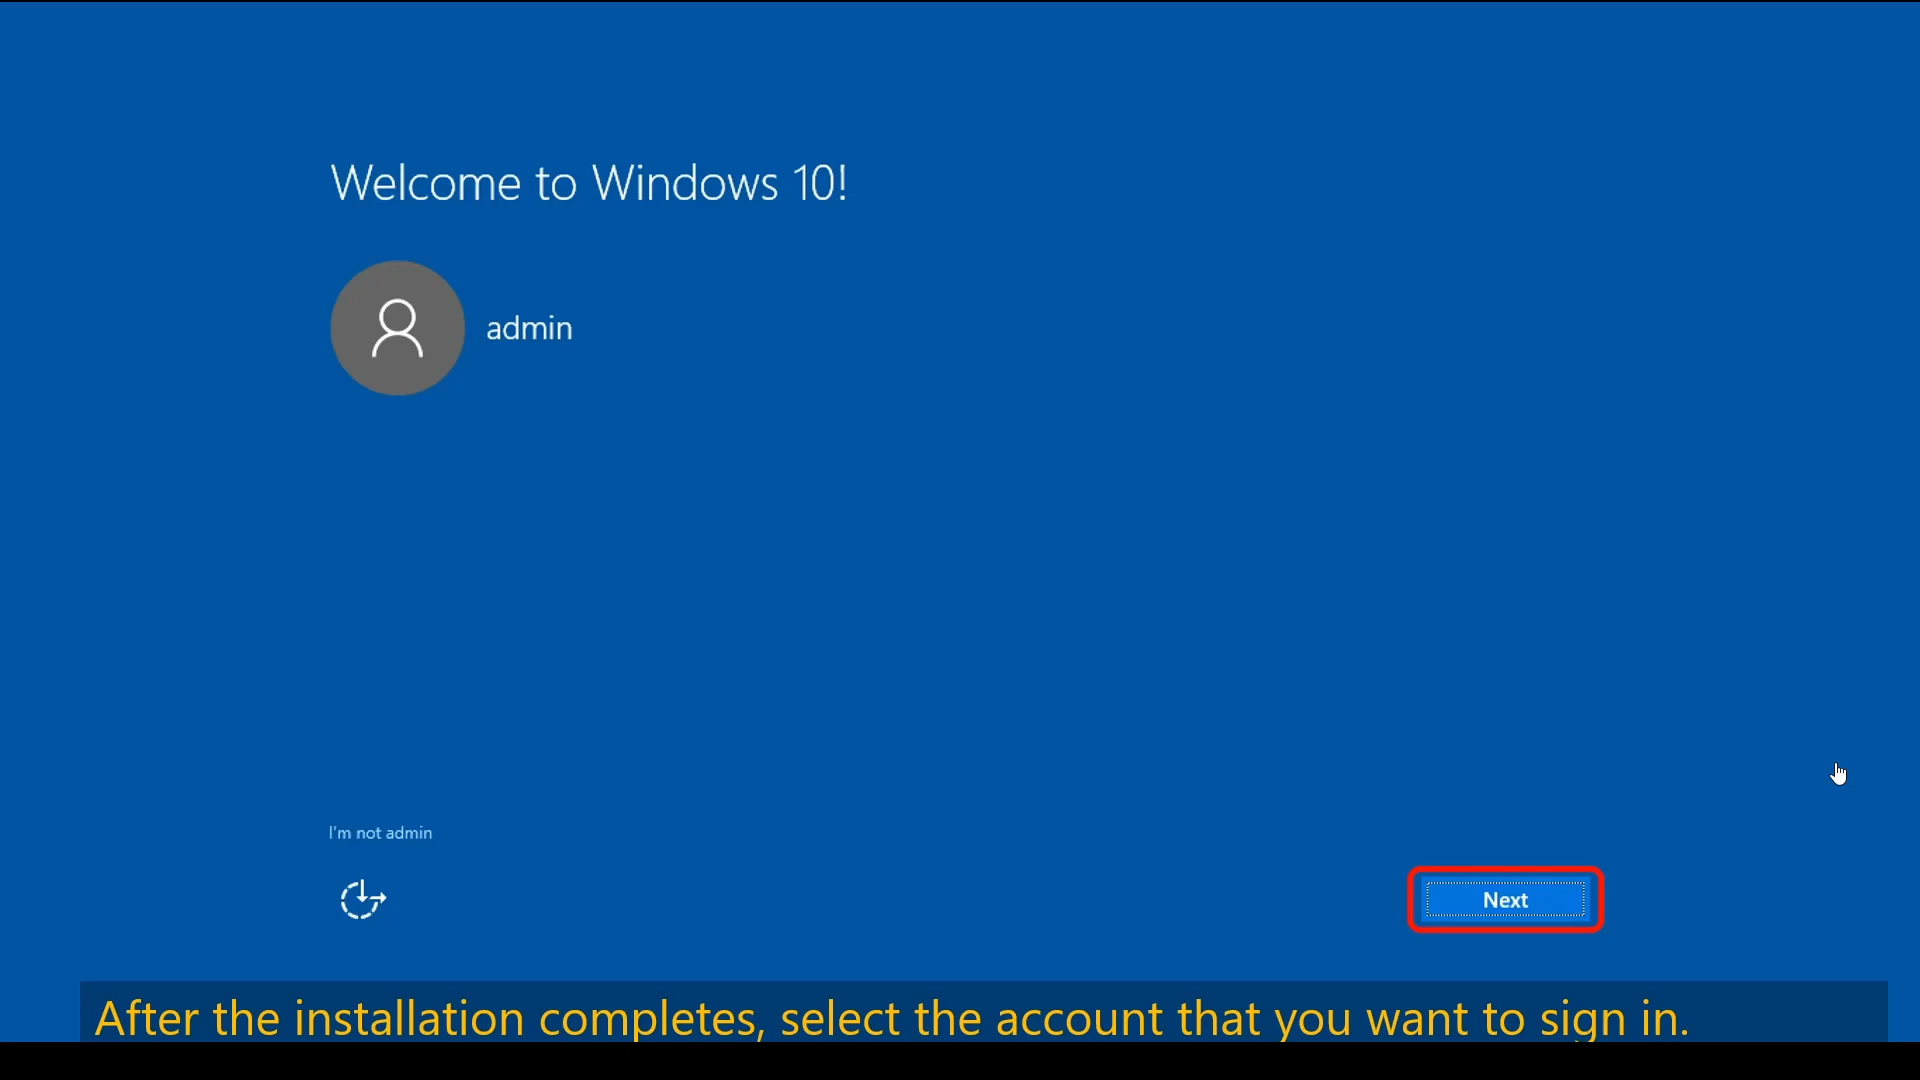 Welcome to Windows 10!
admin
I'm not admin
Next
After the installation completes, select the account that you want to sign in.